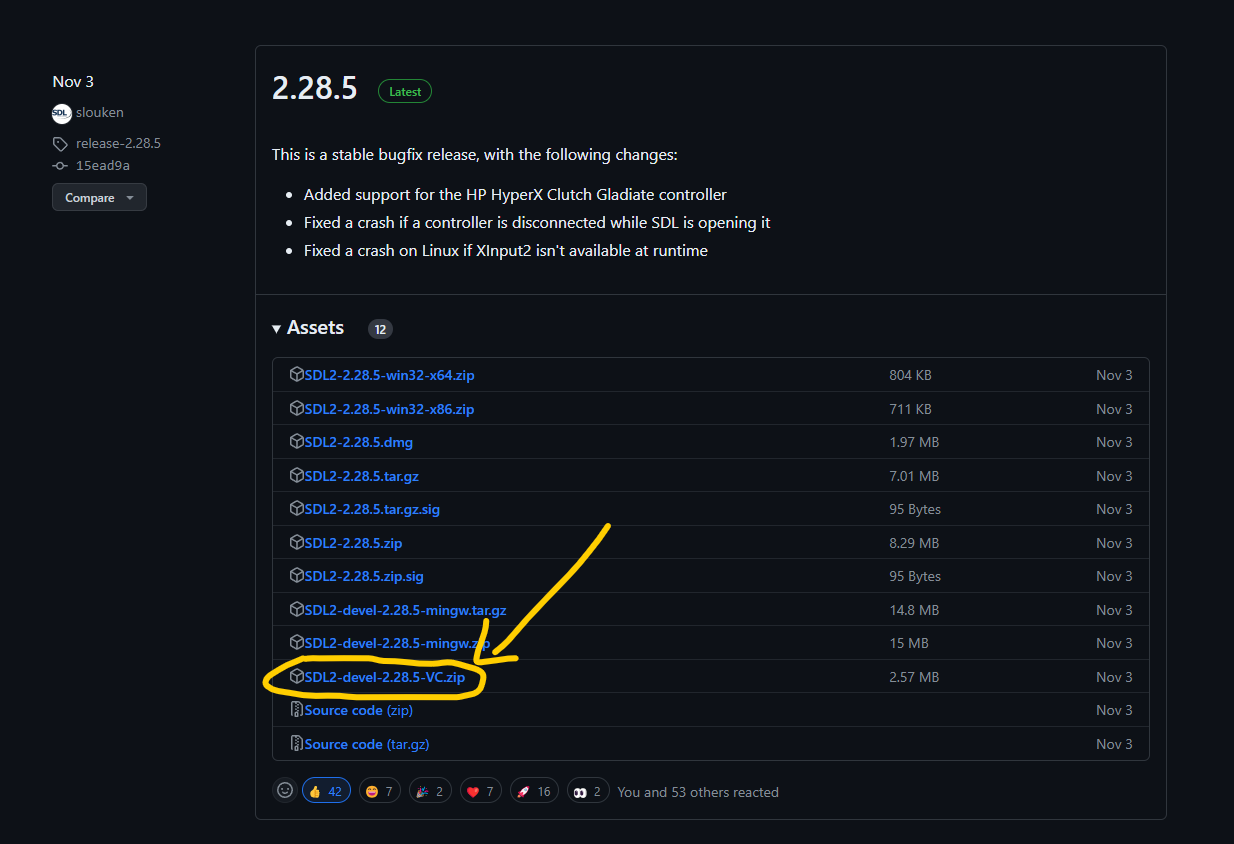 Nov 3
SDL slouken
release-2.28.5
15ead9a
Compare
2.28.5 Latest
This is a stable bugfix release, with the following changes:
Added support for the HP HyperX Clutch Gladiate controller
Fixed a crash if a controller is disconnected while SDL is opening it
Fixed a crash on Linux if XInput2 isn't available at runtime
Assets 12
SDL2-2.28.5-win32-x64.zip 804 KB Nov 3
SDL2-2.28.5-win32-x86.zip 711 KB Nov 3
SDL2-2.28.5.dmg 1.97 MB Nov 3
SDL2-2.28.5.tar.gz 7.01 MB Nov 3
SDL2-2.28.5.tar.gz.sig 95 Bytes Nov 3
SDL2-2.28.5.zip 8.29 MB Nov 3
SDL2-2.28.5.zip.sig 95 Bytes Nov 3
SDL2-devel-2.28.5-mingw.tar.gz 14.8 MB Nov 3
SDL2-devel-2.28.5-mingw.zip 15 MB Nov 3
SDL2-devel-2.28.5-VC.zip 2.57 MB Nov 3
Source code (zip) Nov 3
Source code (tar.gz) Nov 3
👍 42 😄 7 🎉 2 ❤️ 7 🚀 16 👀 2 You and 53 others reacted